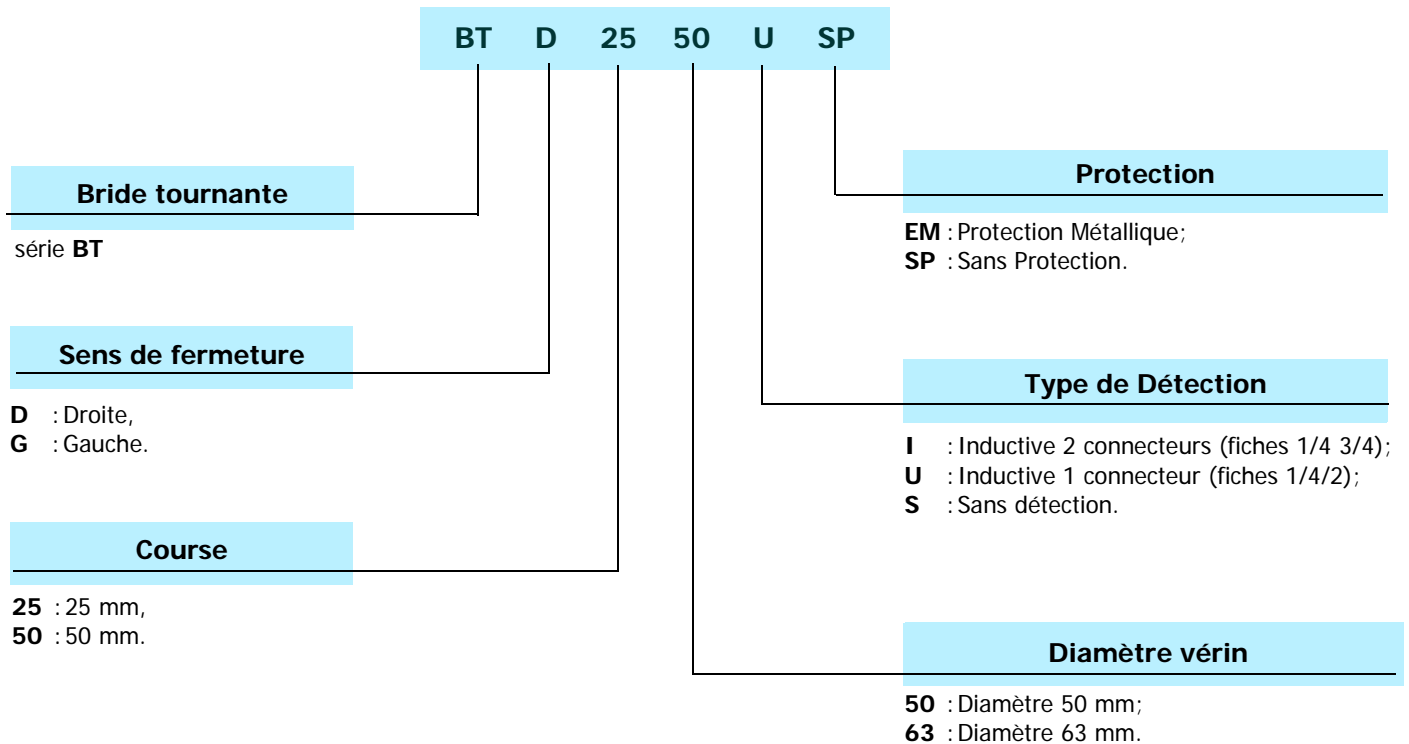 BT D 25 50 U SP
Bride tournante
série BT
Sens de fermeture
D : Droite,
G : Gauche.
Course
25 : 25 mm,
50 : 50 mm.
Protection
EM : Protection Métallique;
SP : Sans Protection.
Type de Détection
I : Inductive 2 connecteurs (fiches 1/4 3/4);
U : Inductive 1 connecteur (fiches 1/4/2);
S : Sans détection.
Diamètre vérin
50 : Diamètre 50 mm;
63 : Diamètre 63 mm.